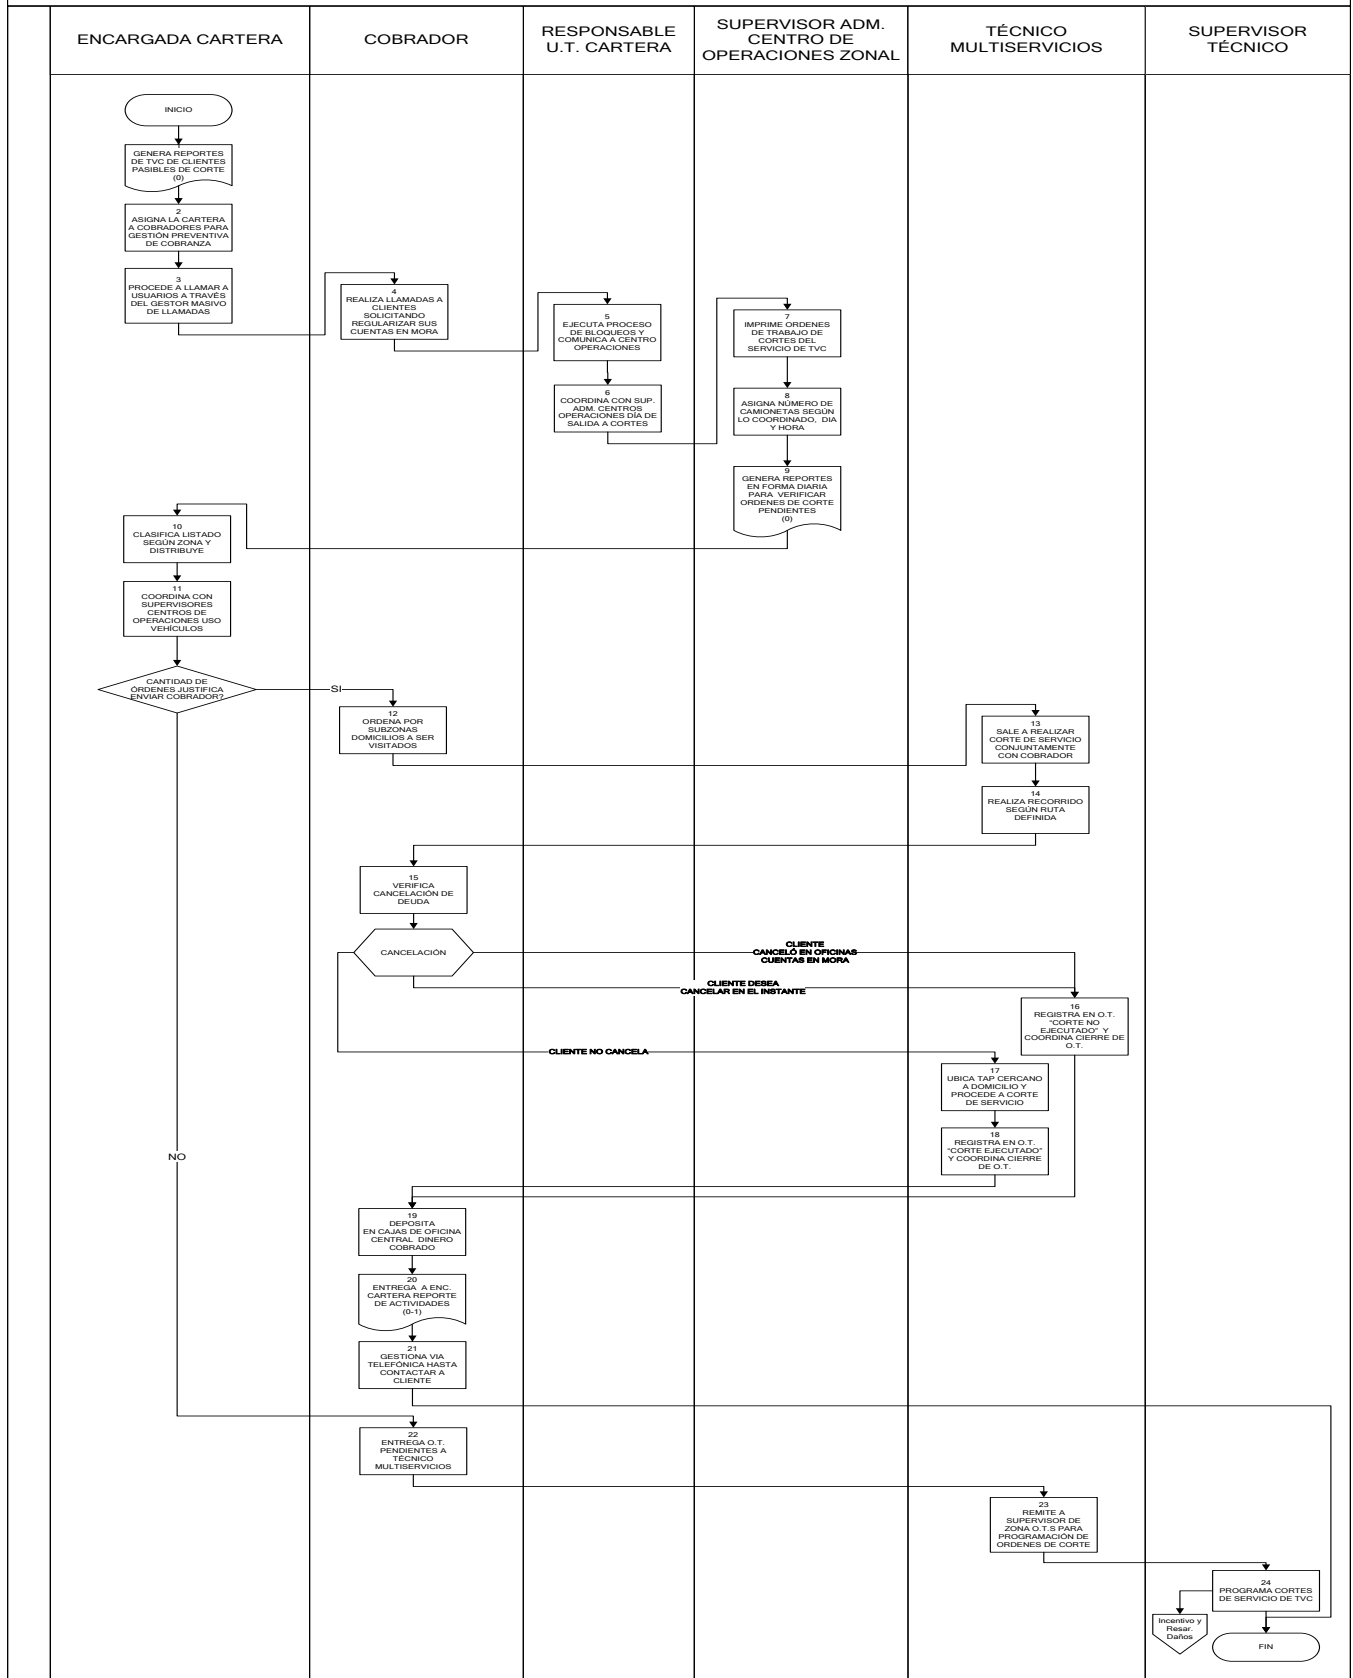 ENCARGADA CARTERA
COBRADOR
RESPONSABLE
U.T. CARTERA
SUPERVISOR ADM.
CENTRO DE
OPERACIONES ZONAL
TÉCNICO
MULTISERVICIOS
SUPERVISOR
TÉCNICO
INICIO
1
GENERA REPORTES
DE TVC DE CLIENTES
PASIBLES DE CORTE
(0)
2
ASIGNA LA CARTERA
A COBRADORES PARA
GESTIÓN PREVENTIVA
DE COBRANZA
3
PROCEDE A LLAMAR A
USUARIOS A TRAVÉS
DEL GESTOR MASIVO
DE LLAMADAS
4
REALIZA LLAMADAS A
CLIENTES
SOLICITANDO
REGULARIZAR SUS
CUENTAS EN MORA
5
EJECUTA PROCESO
DE BLOQUEOS Y
COMUNICA A CENTRO
OPERACIONES
6
COORDINA CON SUP.
ADM. CENTROS
OPERACIONES DÍA DE
SALIDA A CORTES
7
IMPRIME ORDENES
DE TRABAJO DE
CORTES DEL
SERVICIO DE TVC
8
ASIGNA NÚMERO DE
CAMIONETAS SEGÚN
LO COORDINADO, DIA
Y HORA
9
GENERA REPORTES
EN FORMA DIARIA
PARA VERIFICAR
ORDENES DE CORTE
PENDIENTES
(0)
10
CLASIFICA LISTADO
SEGÚN ZONA Y
DISTRIBUYE
11
COORDINA CON
SUPERVISORES
CENTROS DE
OPERACIONES USO
VEHÍCULOS
CANTIDAD DE
ÓRDENES JUSTIFICA
ENVIAR COBRADOR?
SI
12
ORDENA POR
SUBZONAS
DOMICILIOS A SER
VISITADOS
13
SALE A REALIZAR
CORTE DE SERVICIO
CONJUNTAMENTE
CON COBRADOR
14
REALIZA RECORRIDO
SEGÚN RUTA
DEFINIDA
15
VERIFICA
CANCELACIÓN DE
DEUDA
CANCELACIÓN
CLIENTE
CANCELÓ EN OFICINAS
CUENTAS EN MORA
CLIENTE DESEA
CANCELAR EN EL INSTANTE
16
REGISTRA EN O.T.
"CORTE NO
EJECUTADO" Y
COORDINA CIERRE DE
O.T.
CLIENTE NO CANCELA
17
UBICA TAP CERCANO
A DOMICILIO Y
PROCEDE A CORTE
DE SERVICIO
18
REGISTRA EN O.T.
"CORTE EJECUTADO"
Y COORDINA CIERRE
DE O.T.
NO
19
DEPOSITA
EN CAJAS DE OFICINA
CENTRAL DINERO
COBRADO
20
ENTREGA A ENC.
CARTERA REPORTE
DE ACTIVIDADES
(0-1)
21
GESTIONA VIA
TELEFÓNICA HASTA
CONTACTAR A
CLIENTE
22
ENTREGA O.T.
PENDIENTES A
TÉCNICO
MULTISERVICIOS
23
REMITE A
SUPERVISOR DE
ZONA O.T.S PARA
PROGRAMACIÓN DE
ORDENES DE CORTE
24
PROGRAMA CORTES
DE SERVICIO DE TVC
Incentivo y
Resar.
Daños
FIN